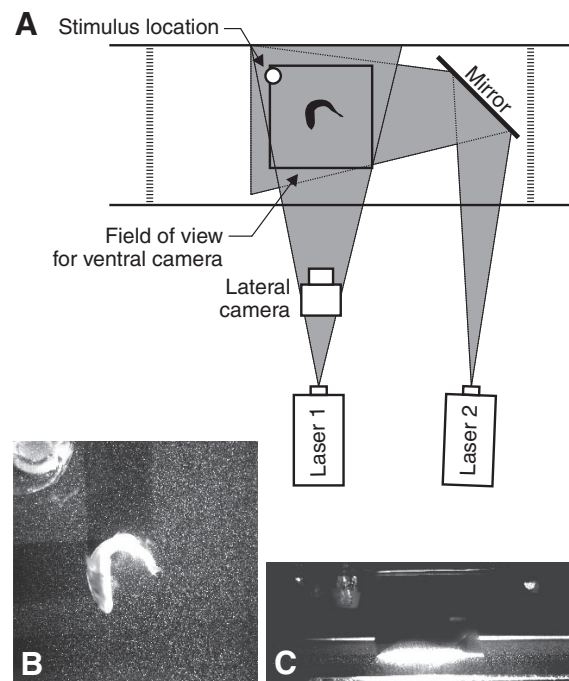 A
Stimulus location
Mirror
Field of view
for ventral camera
Lateral
camera
Laser 1
Laser 2
B
C